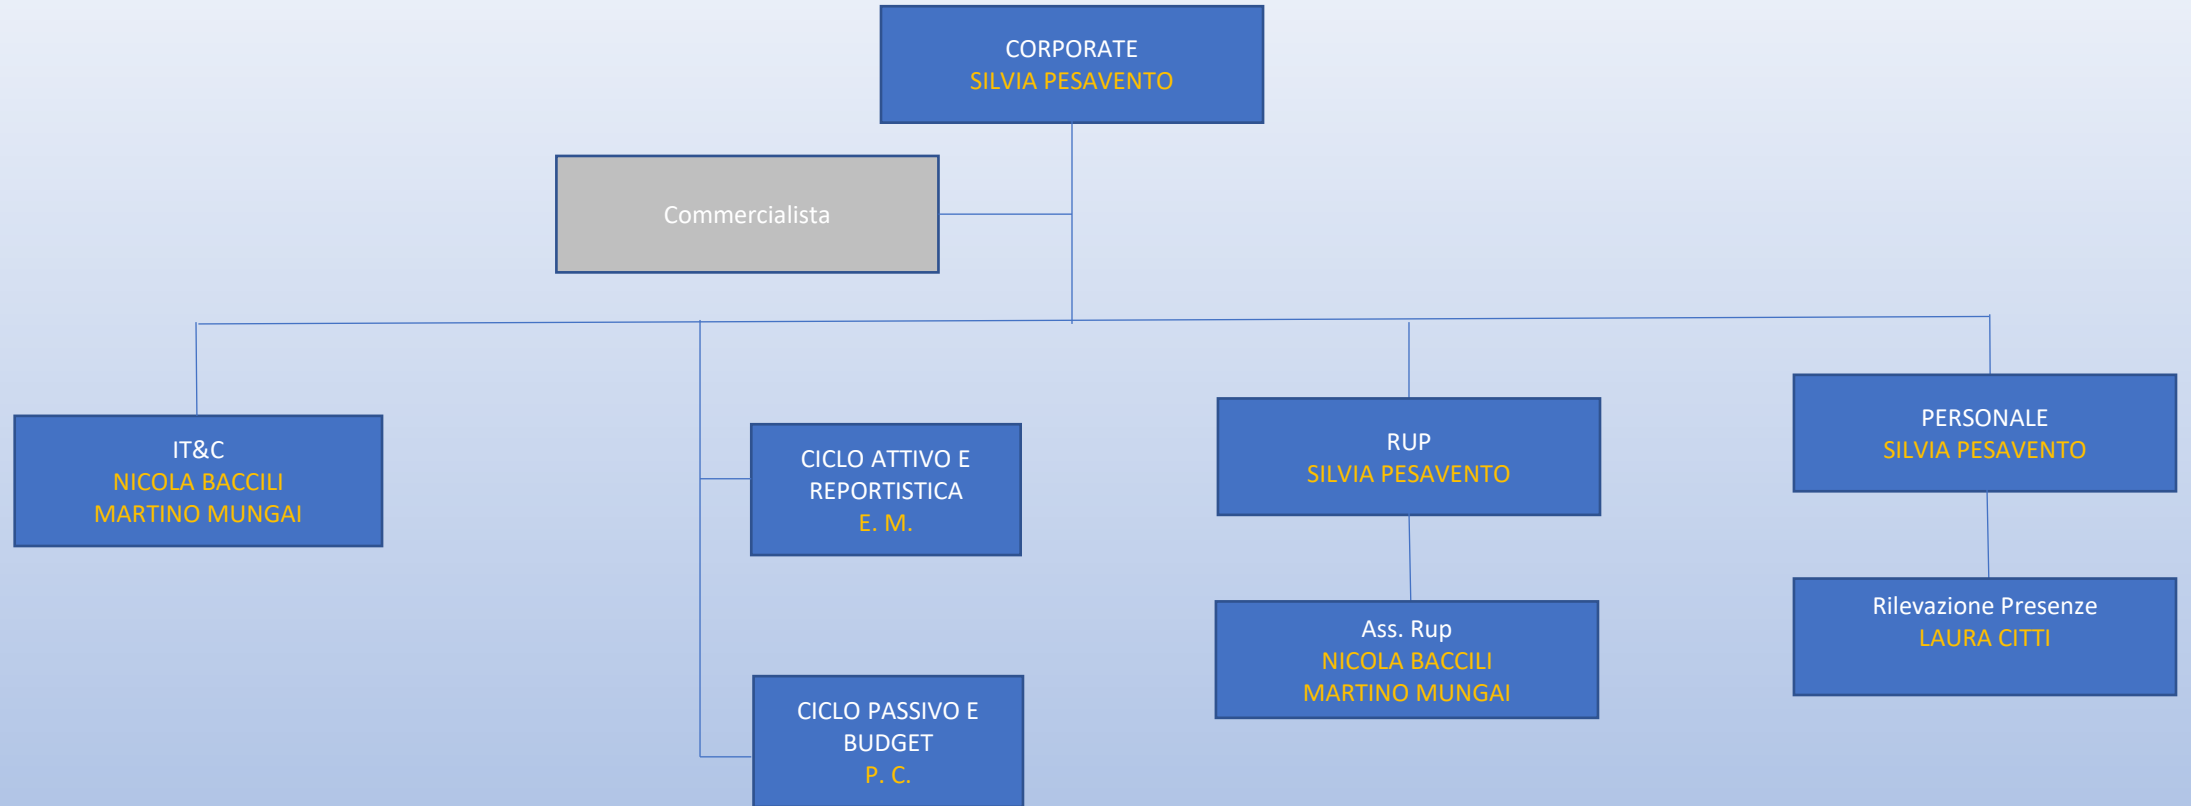 CORPORATE
SILVIA PESAVENTO
Commercialista
IT&C
NICOLA BACCILI
MARTINO MUNGAI
CICLO ATTIVO E
REPORTISTICA
E. M.
CICLO PASSIVO E
BUDGET
P. C.
RUP
SILVIA PESAVENTO
Ass. Rup
NICOLA BACCILI
MARTINO MUNGAI
PERSONALE
SILVIA PESAVENTO
Rilevazione Presenze
LAURA CITTI